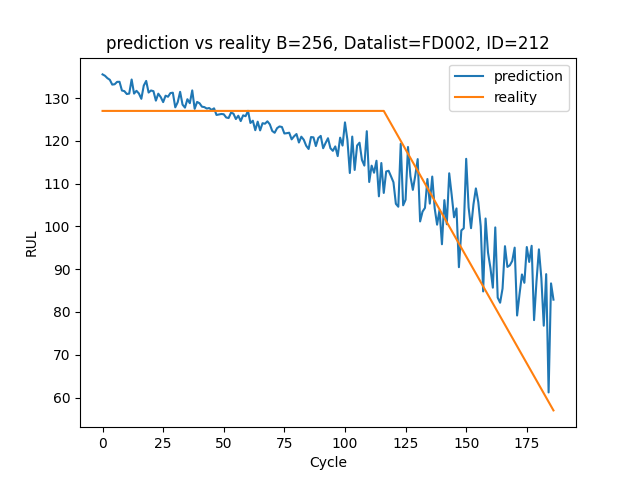 prediction vs reality B=256, Datalist=FD002, ID=212
prediction
reality
RUL
130
120
110
100
90
80
70
60
0 25 50 75 100 125 150 175
Cycle